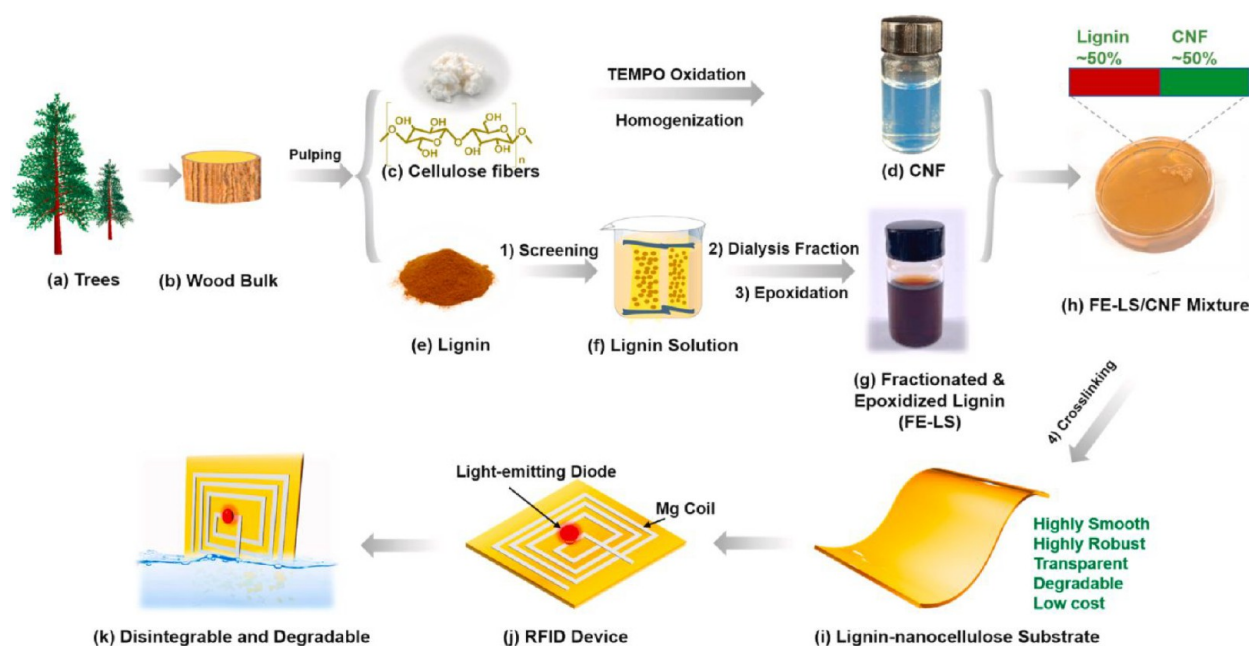 Lignin
~50%
CNF
~50%
TEMPO Oxidation
Homogenization
Pulping
OH
HO
O
n
(c) Cellulose fibers
(d) CNF
(a) Trees
(b) Wood Bulk
1) Screening
2) Dialysis Fraction
3) Epoxidation
(h) FE-LS/CNF Mixture
(e) Lignin
(f) Lignin Solution
(g) Fractionated &
Epoxidized Lignin
(FE-LS)
4) Crosslinking
Light-emitting Diode
Mg Coil
Highly Smooth
Highly Robust
Transparent
Degradable
Low cost
(k) Disintegrable and Degradable
(j) RFID Device
(i) Lignin-nanocellulose Substrate